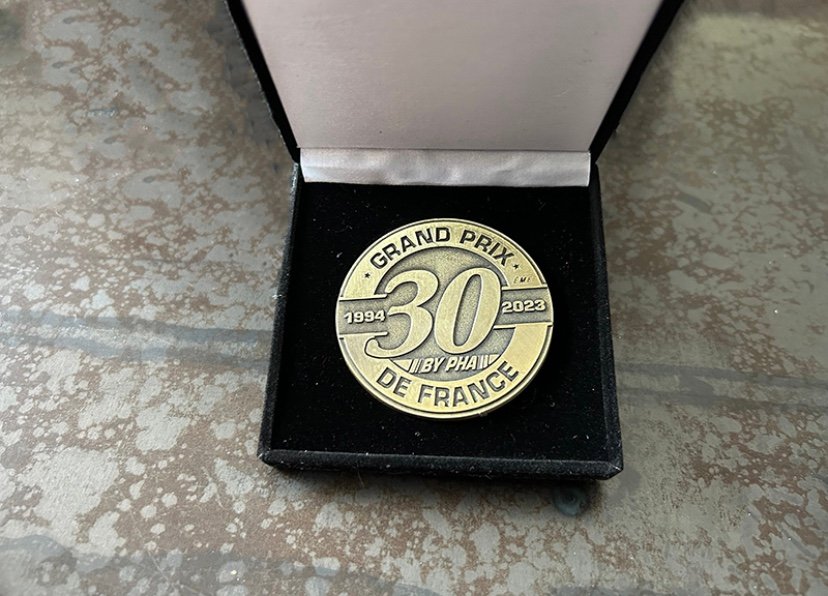 GRAND PRIX
30
1994
2023
BY PHA
DE FRANCE